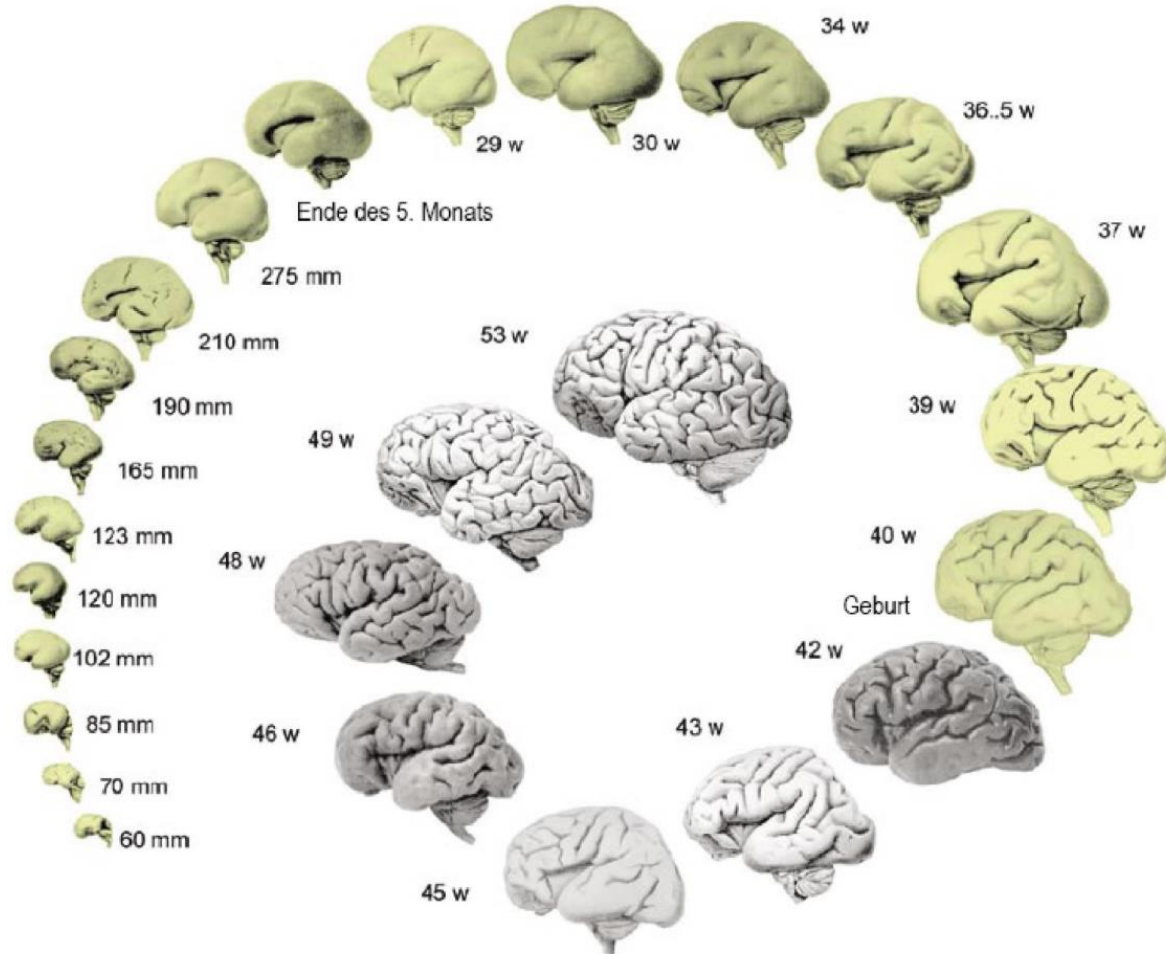 60 mm
70 mm
85 mm
102 mm
120 mm
123 mm
165 mm
190 mm
210 mm
275 mm
Ende des 5. Monats
29 w
30 w
34 w
36..5 w
37 w
39 w
40 w
Geburt
42 w
43 w
45 w
46 w
48 w
49 w
53 w